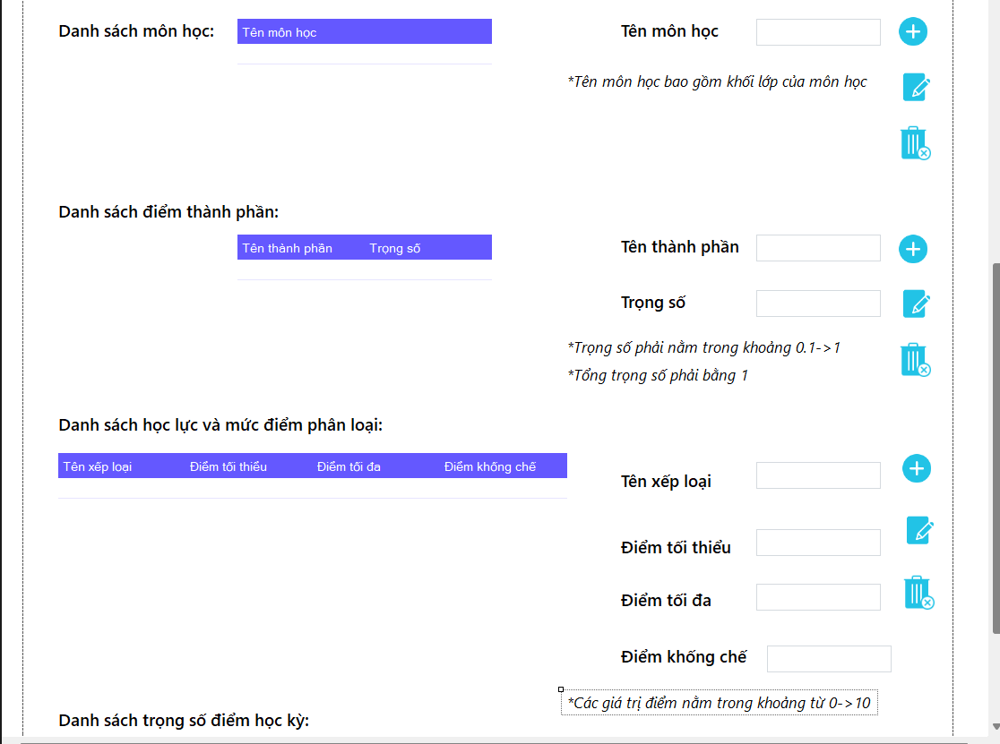 Danh sách môn học:
Tên môn học
Tên môn học
*Tên môn học bao gồm khối lớp của môn học
Danh sách điểm thành phần:
Tên thành phần Trọng số
Tên thành phần
Trọng số
*Trọng số phải nằm trong khoảng 0.1->1
*Tổng trọng số phải bằng 1
Danh sách học lực và mức điểm phân loại:
Tên xếp loại Điểm tối thiểu Điểm tối đa Điểm khống chế
Tên xếp loại
Điểm tối thiểu
Điểm tối đa
Điểm khống chế
*Các giá trị điểm nằm trong khoảng từ 0->10
Danh sách trọng số điểm học kỳ: